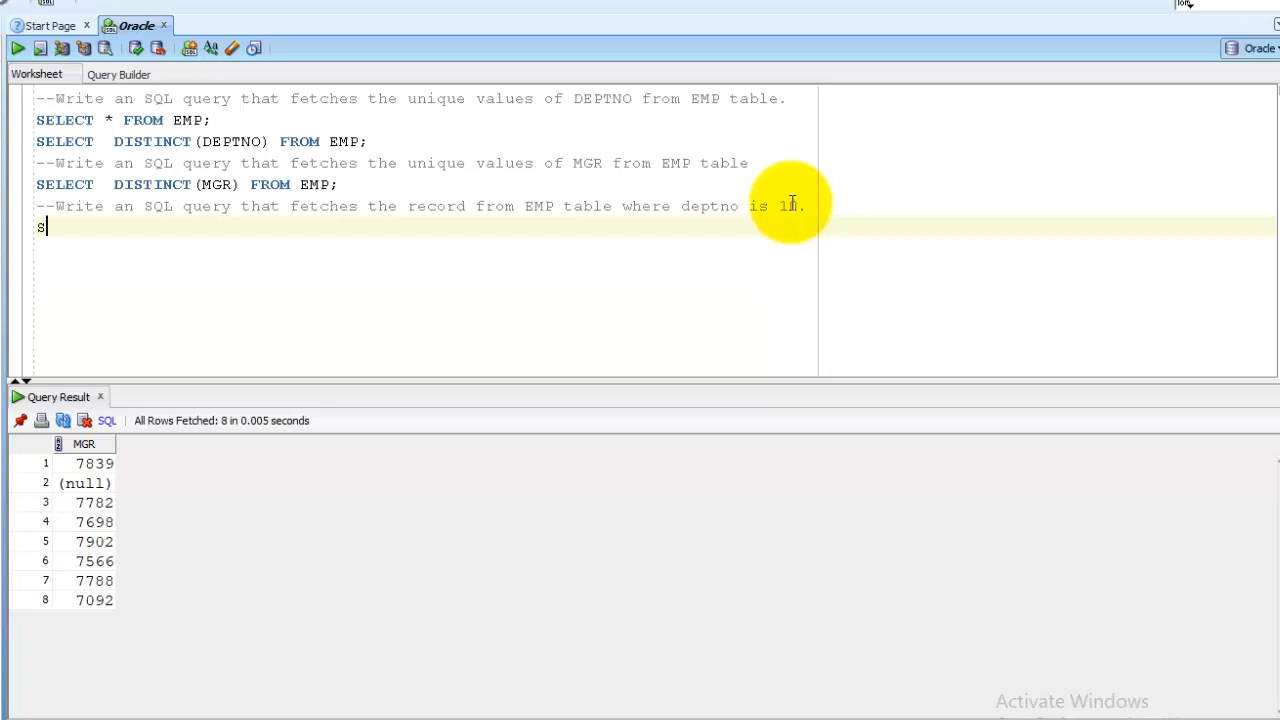 Start Page
Oracle
Oracle
Worksheet
Query Builder
--Write an SQL query that fetches the unique values of DEPTNO from EMP table.
SELECT * FROM EMP;
SELECT  DISTINCT(DEPTNO) FROM EMP;
--Write an SQL query that fetches the unique values of MGR from EMP table
SELECT  DISTINCT(MGR) FROM EMP;
--Write an SQL query that fetches the record from EMP table where deptno is 10.
S
Query Result
SQL
All Rows Fetched: 8 in 0.005 seconds
MGR
1 7839
2 (null)
3 7782
4 7698
5 7902
6 7566
7 7788
8 7092
Activate Windows